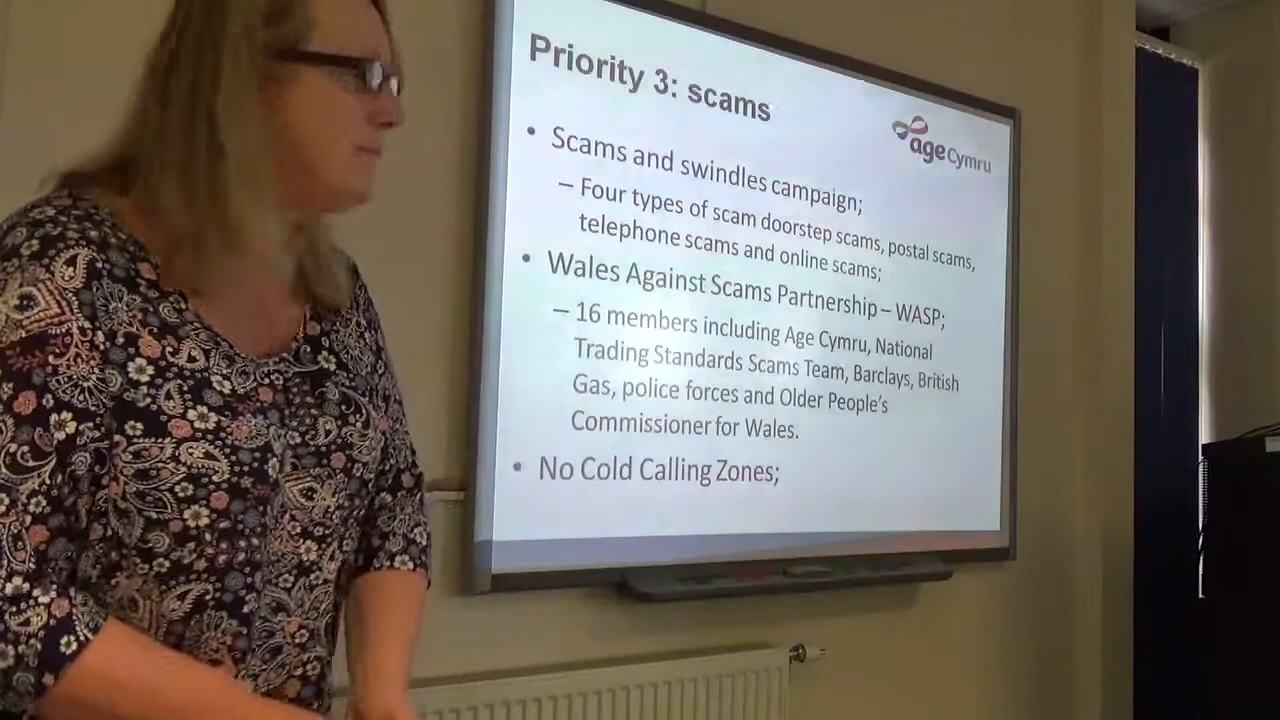 Priority 3: scams
age Cymru
• Scams and swindles campaign;
– Four types of scam doorstep scams, postal scams,
telephone scams and online scams;
• Wales Against Scams Partnership – WASP;
– 16 members including Age Cymru, National
Trading Standards Scams Team, Barclays, British
Gas, police forces and Older People's
Commissioner for Wales.
• No Cold Calling Zones;